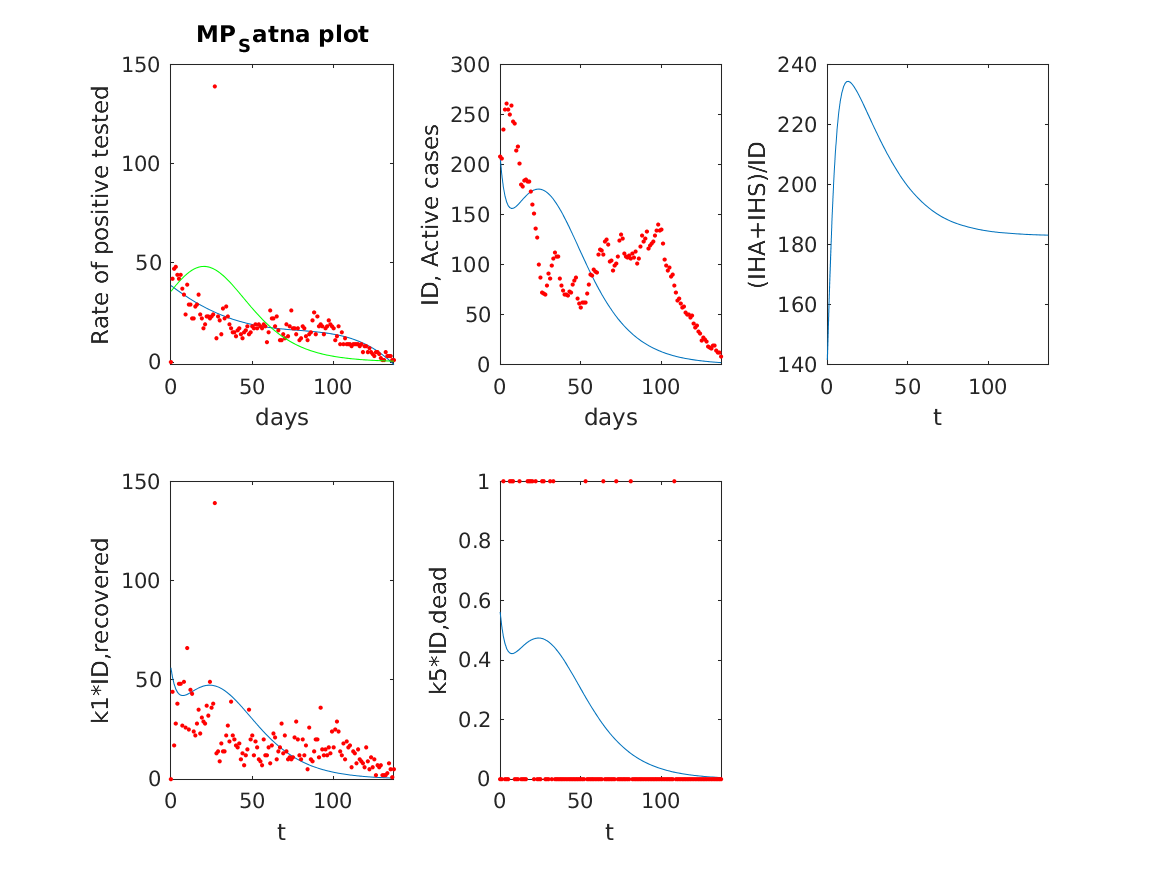 MP_Satna plot
150
100
50
0
Rate of positive tested
0 50 100
days
300
250
200
150
100
50
0
ID, Active cases
0 50 100
days
240
220
200
180
160
140
(IHA+IHS)/ID
0 50 100
t
150
100
50
0
k1*ID,recovered
0 50 100
t
1
0.8
0.6
0.4
0.2
0
k5*ID,dead
0 50 100
t